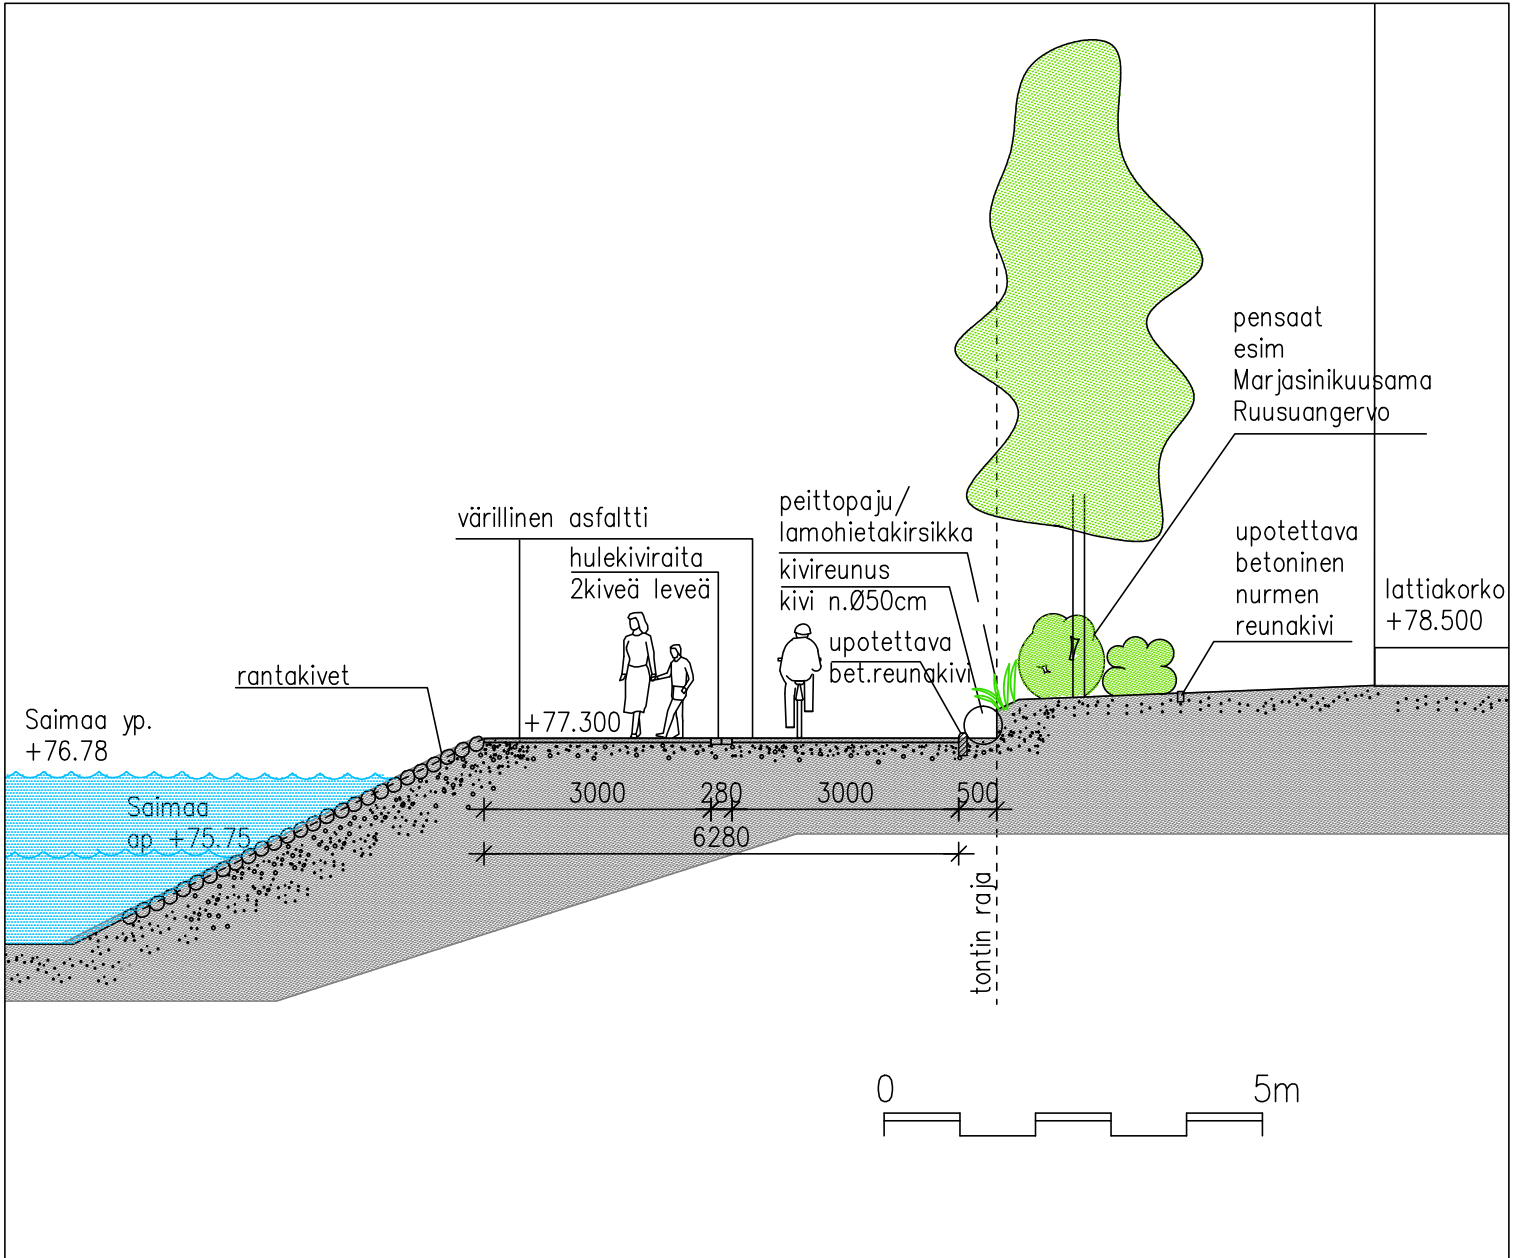 pensaat
esim
Marjasinikuusama
Ruusuangervo
peittopaju/
lamohietakirsikka
värillinen asfaltti
hulekiviraita
2kiveä leveä
kivireunus
kivi n.Ø50cm
upotettava
betoninen
nurmen
reunakivi
lattiakorko
+78.500
upotettava
bet.reunakivi
rantakivet
Saimaa yp.
+76.78
+77.300
Saimaa
ap +75.75
3000 280 3000 500
6280
tontin raja
0 5m